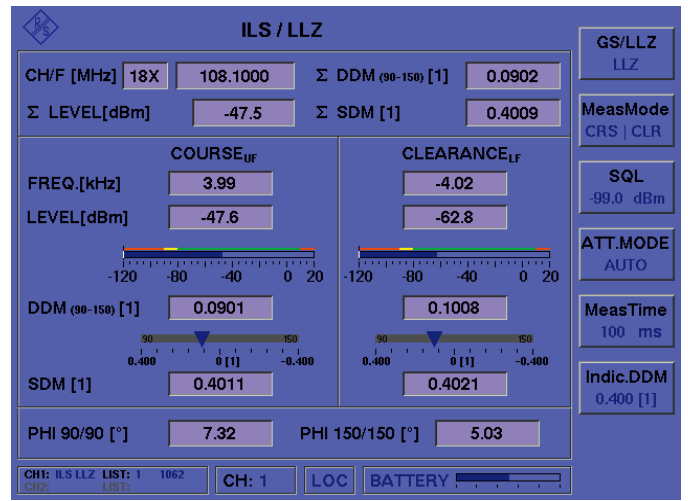 R S
ILS / LLZ
CH/F [MHz] 18X 108.1000 Σ DDM (90-150) [1] 0.0902
Σ LEVEL[dBm] -47.5 Σ SDM [1] 0.4009
COURSE UF CLEARANCE LF
FREQ.[kHz] 3.99 -4.02
LEVEL[dBm] -47.6 -62.8
-120 -80 -40 0 20 -120 -80 -40 0 20
DDM (90-150) [1] 0.0901 0.1008
90 150 90 150
0.400 0 [1] -0.400 0.400 0 [1] -0.400
SDM [1] 0.4011 0.4021
PHI 90/90 [°] 7.32 PHI 150/150 [°] 5.03
CH1: ILS LLZ LIST: 1 1062
CH2: LIST:
CH: 1 LOC BATTERY
GS/LLZ
LLZ
MeasMode
CRS | CLR
SQL
-99.0 dBm
ATT.MODE
AUTO
MeasTime
100 ms
Indic.DDM
0.400 [1]